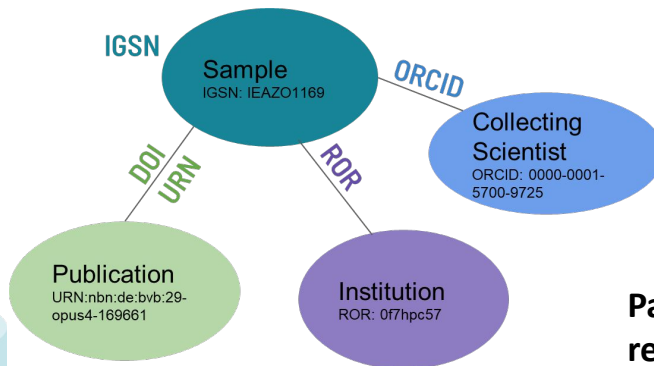 IGSN
Sample
IGSN: IEAZO1169
ORCID
Collecting
Scientist
ORCID: 0000-0001-
5700-9725
DOI
URN
ROR
Publication
URN:nbn:de:bvb:29-
opus4-169661
Institution
ROR: 0f7hpc57
Pa
re